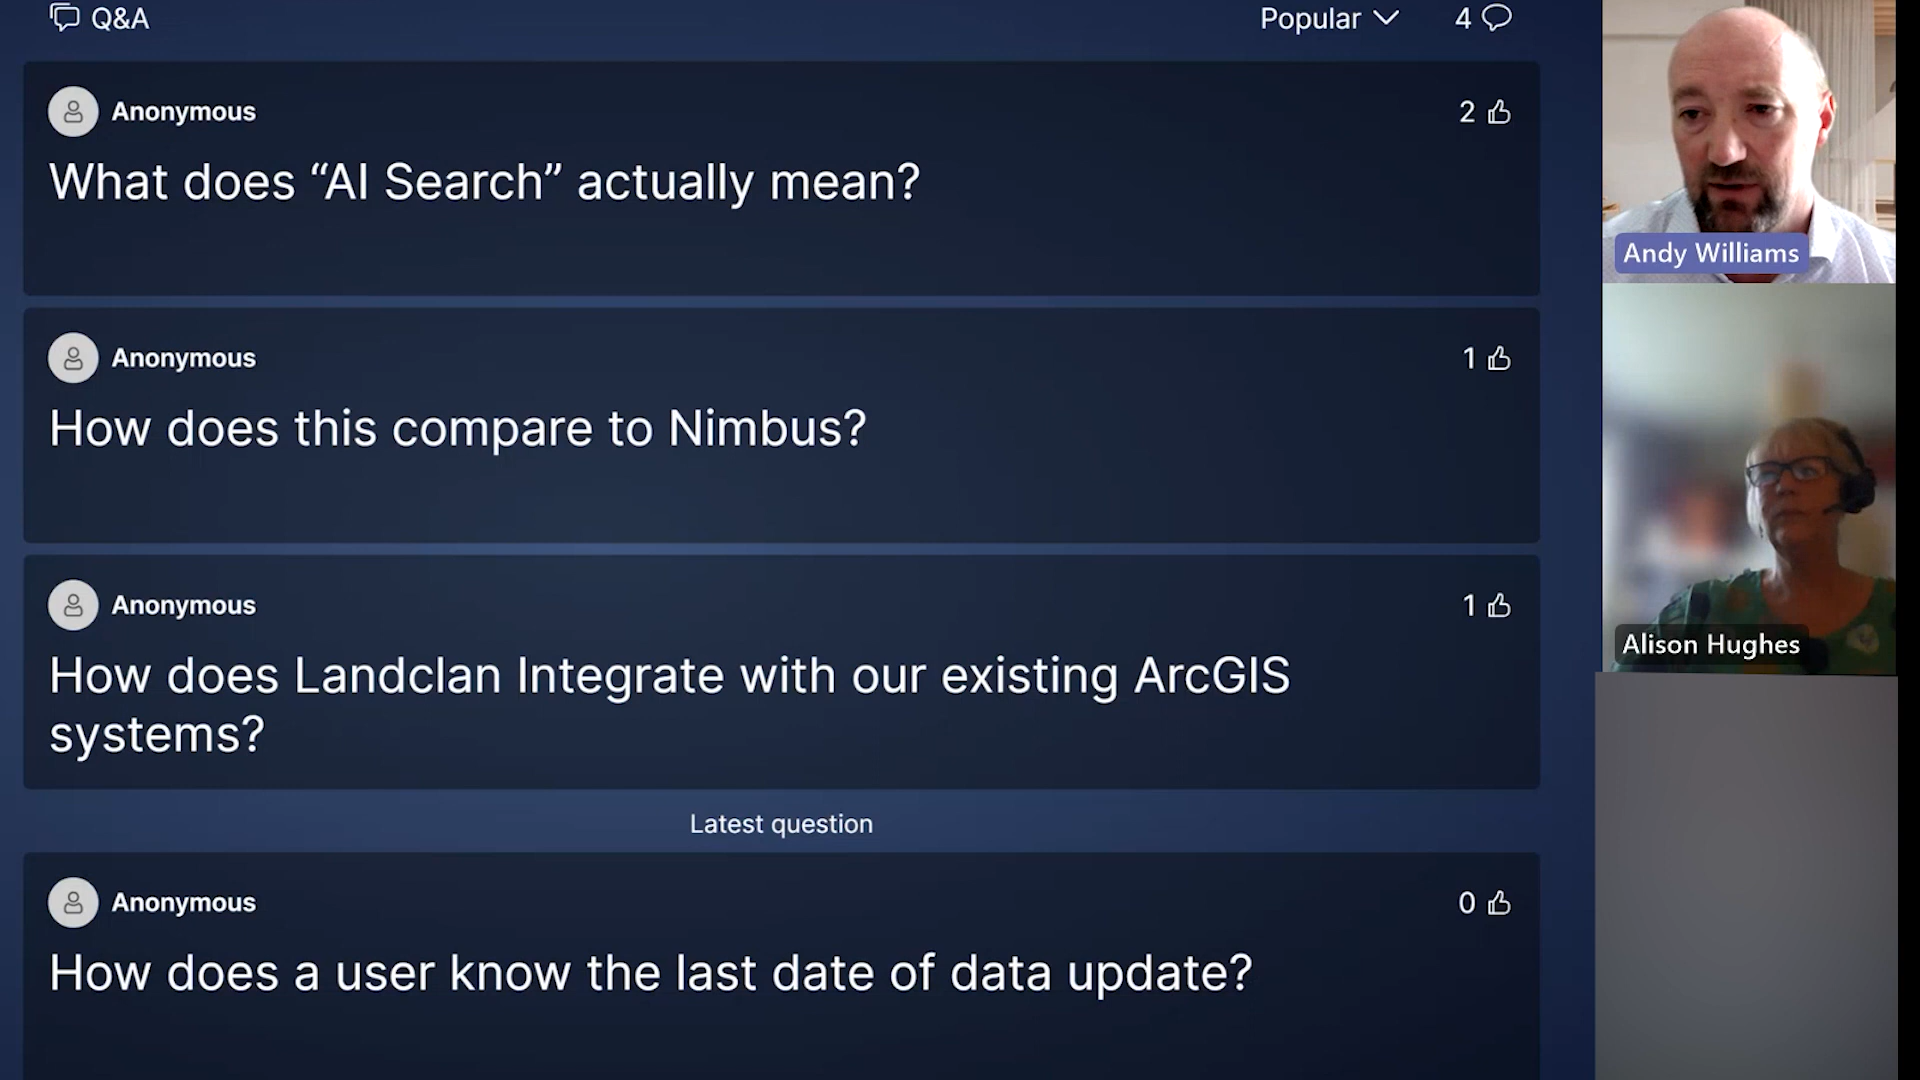 Q&A
Popular
4
Anonymous
2
What does “AI Search” actually mean?
Anonymous
1
How does this compare to Nimbus?
Anonymous
1
How does Landclan Integrate with our existing ArcGIS
systems?
Latest question
Anonymous
0
How does a user know the last date of data update?
Andy Williams
Alison Hughes